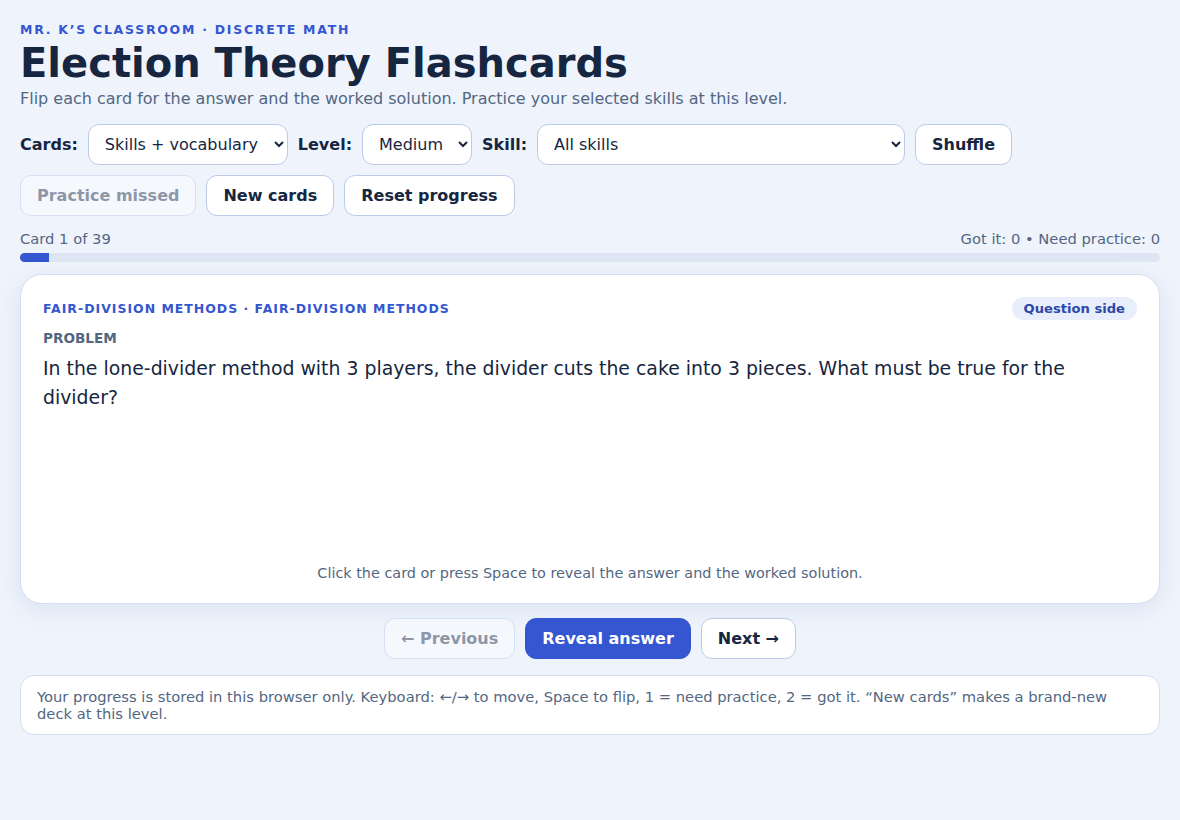 MR. K’S CLASSROOM · DISCRETE MATH
Election Theory Flashcards
Flip each card for the answer and the worked solution. Practice your selected skills at this level.
Cards: Skills + vocabulary Level: Medium Skill: All skills Shuffle
Practice missed New cards Reset progress
Card 1 of 39 Got it: 0 • Need practice: 0
FAIR-DIVISION METHODS · FAIR-DIVISION METHODS Question side
PROBLEM
In the lone-divider method with 3 players, the divider cuts the cake into 3 pieces. What must be true for the
divider?
Click the card or press Space to reveal the answer and the worked solution.
← Previous Reveal answer Next →
Your progress is stored in this browser only. Keyboard: ←/→ to move, Space to flip, 1 = need practice, 2 = got it. “New cards” makes a brand-new
deck at this level.